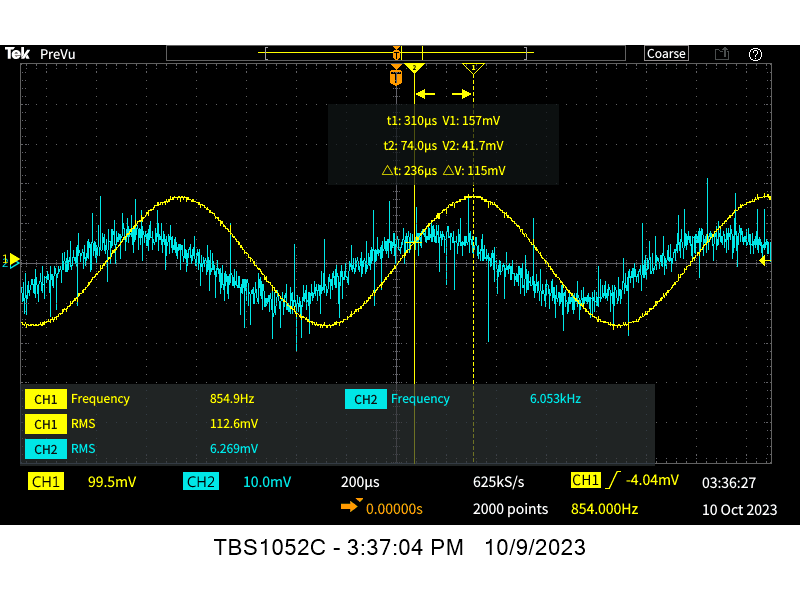 Tek PreVu Coarse ?
T
T 2 1
t1: 310µs V1: 157mV
t2: 74.0µs V2: 41.7mV
△t: 236µs △V: 115mV
1
2
CH1 Frequency 854.9Hz CH2 Frequency 6.053kHz
CH1 RMS 112.6mV
CH2 RMS 6.269mV
CH1 99.5mV CH2 10.0mV 200µs 625kS/s CH1 -4.04mV 03:36:27
0.00000s 2000 points 854.000Hz 10 Oct 2023
TBS1052C - 3:37:04 PM 10/9/2023